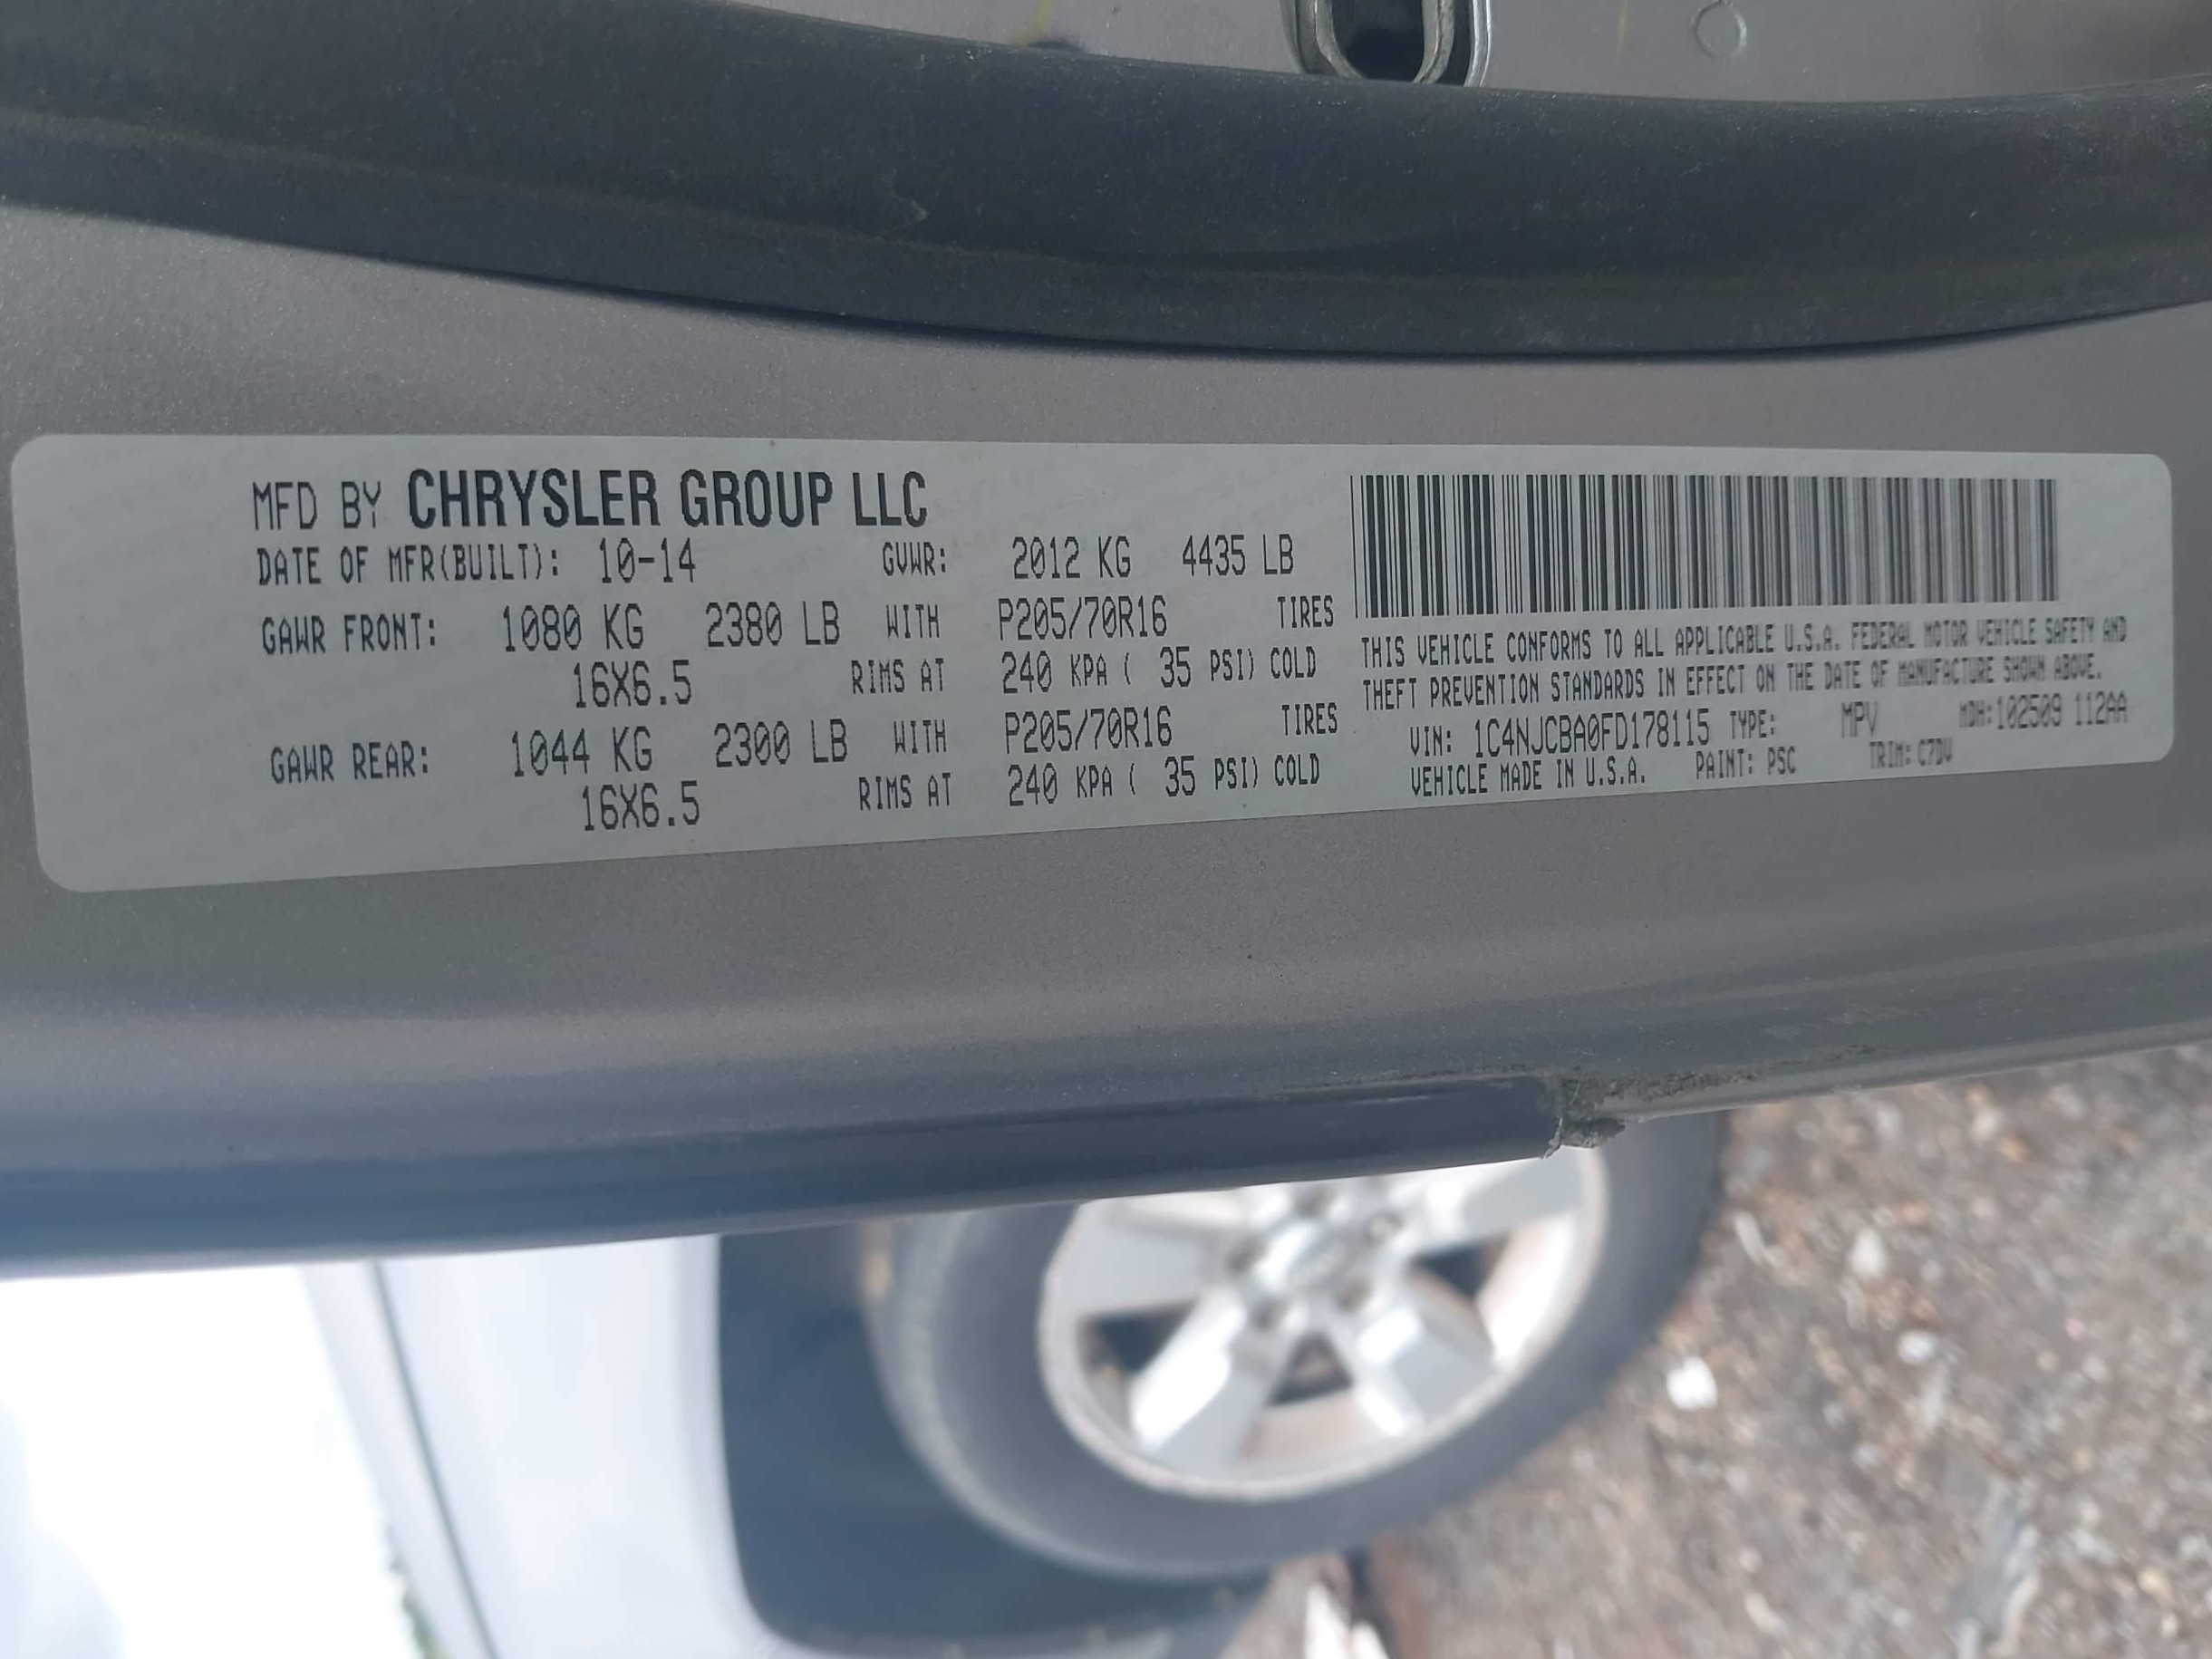 MFD BY CHRYSLER GROUP LLC
DATE OF MFR(BUILT): 10-14 GVWR: 2012 KG 4435 LB
GAWR FRONT: 1080 KG 2380 LB WITH P205/70R16 TIRES
16X6.5 RIMS AT 240 KPA ( 35 PSI) COLD
GAWR REAR: 1044 KG 2300 LB WITH P205/70R16 TIRES
16X6.5 RIMS AT 240 KPA ( 35 PSI) COLD
THIS VEHICLE CONFORMS TO ALL APPLICABLE U.S.A. FEDERAL MOTOR VEHICLE SAFETY AND
THEFT PREVENTION STANDARDS IN EFFECT ON THE DATE OF MANUFACTURE SHOWN ABOVE.
VIN: 1C4NJCBA0FD178115 TYPE: MPV MDH:102509 112AA
VEHICLE MADE IN U.S.A. PAINT: PSC TRIM: C7DV